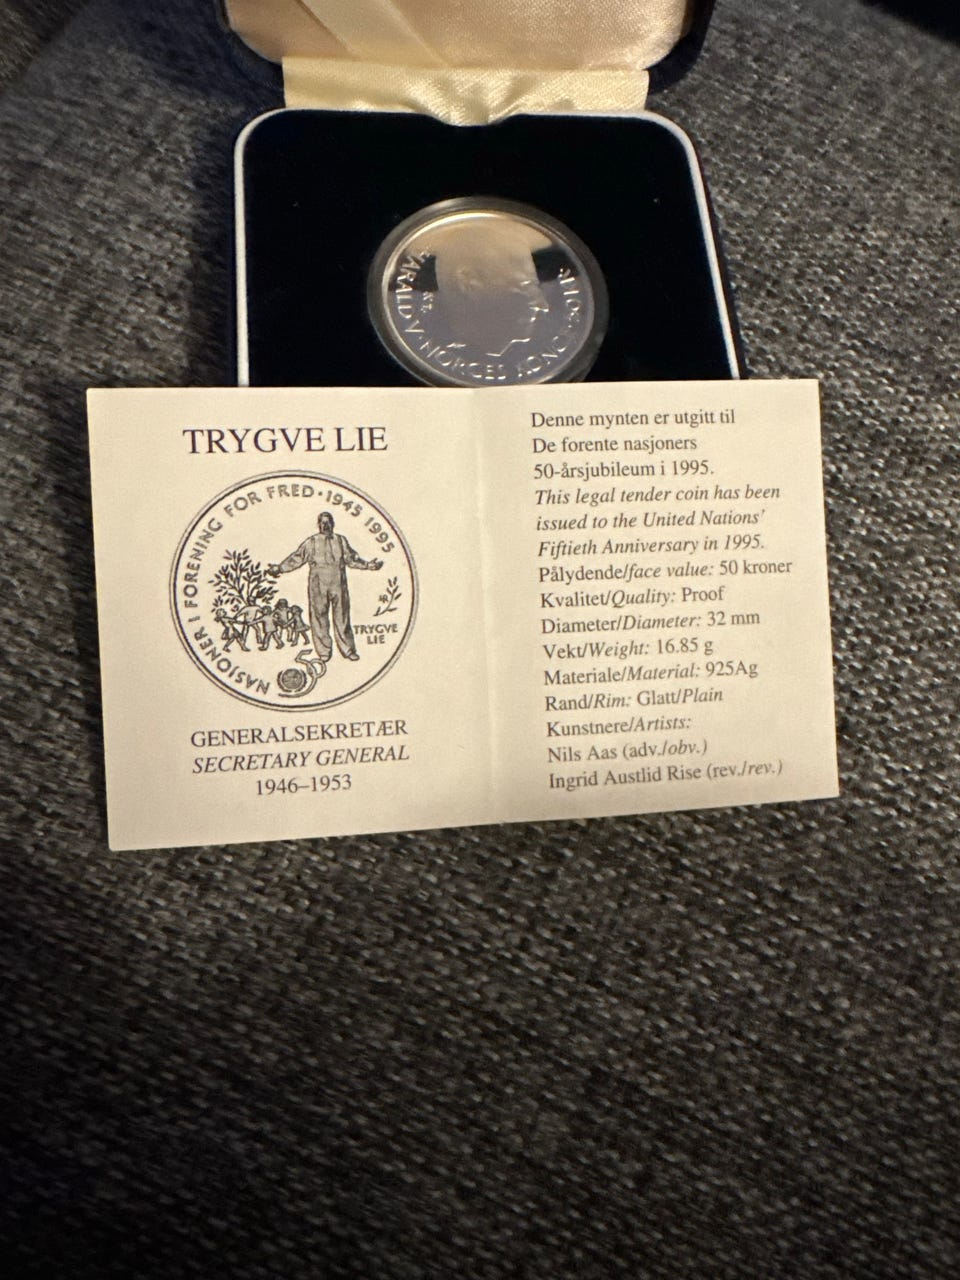 HARALD V · NORGES KONGE
50 KR
TRYGVE LIE
NASJONER I FORENING FOR FRED · 1945 1995
TRYGVE
LIE
50
GENERALSEKRETÆR
SECRETARY GENERAL
1946–1953
Denne mynten er utgitt til
De forente nasjoners
50-årsjubileum i 1995.
This legal tender coin has been
issued to the United Nations’
Fiftieth Anniversary in 1995.
Pålydende/face value: 50 kroner
Kvalitet/Quality: Proof
Diameter/Diameter: 32 mm
Vekt/Weight: 16.85 g
Materiale/Material: 925Ag
Rand/Rim: Glatt/Plain
Kunstnere/Artists:
Nils Aas (adv./obv.)
Ingrid Austlid Rise (rev./rev.)